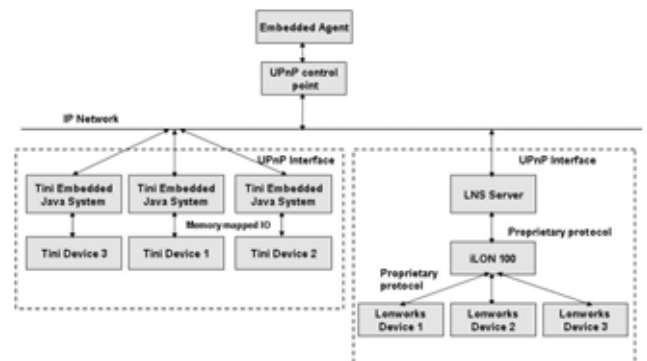 Embedded Agent
UPnP control
point
IP Network
UPnP Interface
UPnP Interface
Tini Embedded
Java System
Tini Embedded
Java System
Tini Embedded
Java System
LNS Server
Memory mapped IO
Proprietary protocol
Tini Device 3
Tini Device 1
Tini Device 2
iLON 100
Proprietary
protocol
Lonworks
Device 1
Lonworks
Device 2
Lonworks
Device 3